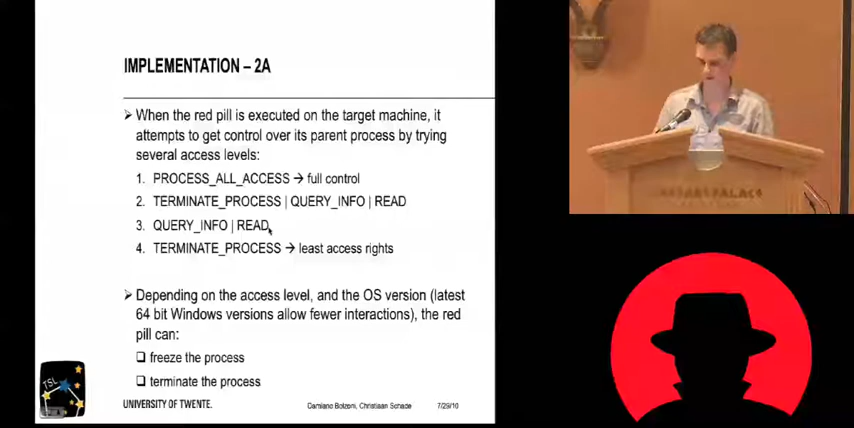 IMPLEMENTATION – 2A
➢ When the red pill is executed on the target machine, it
attempts to get control over its parent process by trying
several access levels:
1. PROCESS_ALL_ACCESS → full control
2. TERMINATE_PROCESS | QUERY_INFO | READ
3. QUERY_INFO | READ
4. TERMINATE_PROCESS → least access rights
➢ Depending on the access level, and the OS version (latest
64 bit Windows versions allow fewer interactions), the red
pill can:
❑ freeze the process
❑ terminate the process
TSL
UNIVERSITY OF TWENTE.
Damiano Bolzoni, Christiaan Schade
7/29/10
CAESARS PALACE